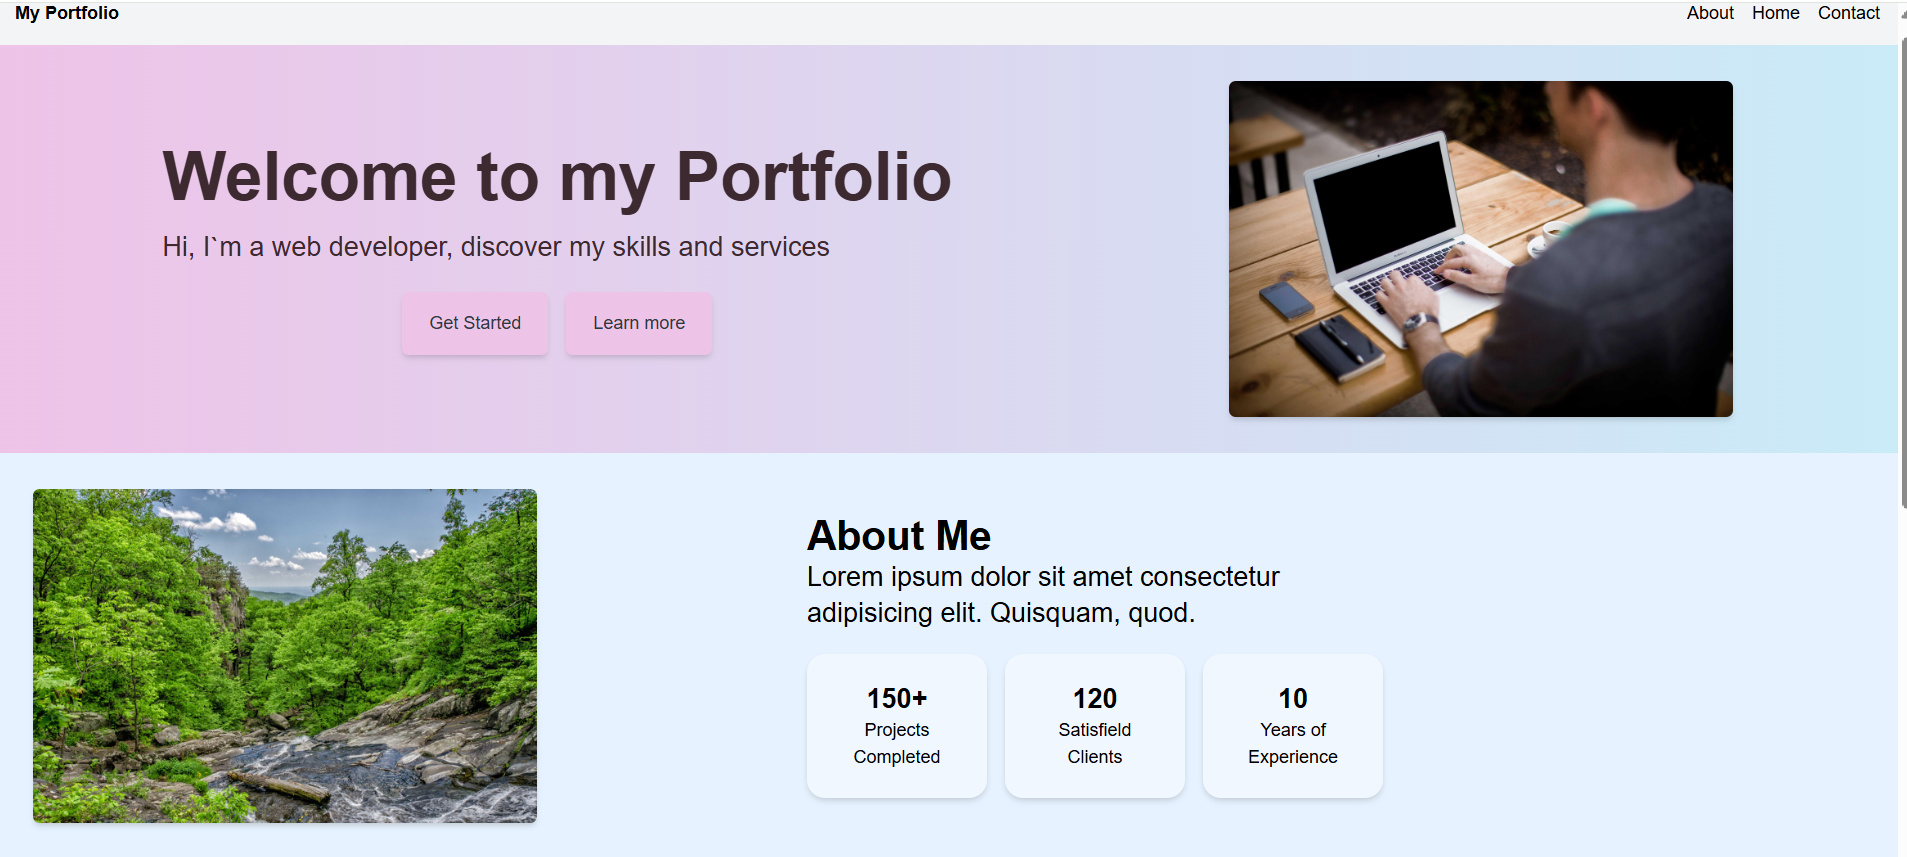 My Portfolio
About Home Contact
Welcome to my Portfolio
Hi, I`m a web developer, discover my skills and services
Get Started
Learn more
About Me
Lorem ipsum dolor sit amet consectetur
adipisicing elit. Quisquam, quod.
150+
Projects
Completed
120
Satisfield
Clients
10
Years of
Experience